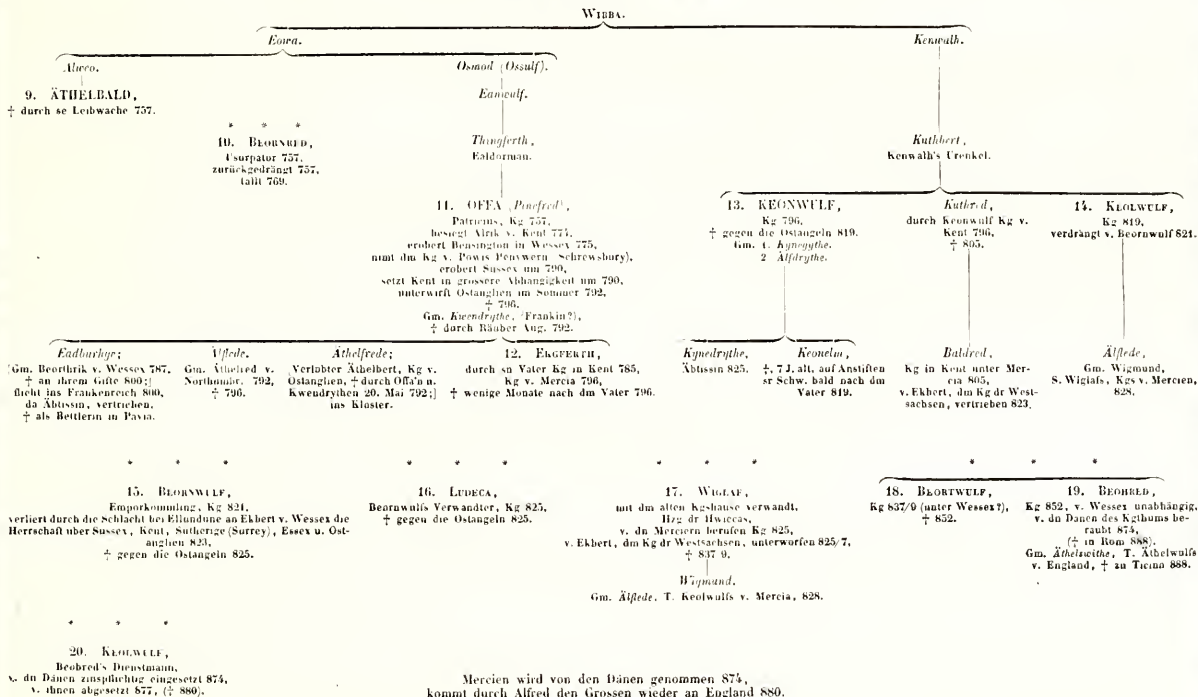 WIBBA.
Eowa.
Kenwalh.
Alweo.
9. ÄTHELBALD,
† durch se Leibwache 757.
* * *
10. BEORNRED,
Usurpator 757,
zurückgedrängt 757,
fällt 769.
Osmod (Ossulf).
Eanwulf.
Thingferth,
Ealdorman.
11. OFFA (Pinefred),
Patricius, Kg 757,
besiegt Alrik v. Kent 774,
erobert Bensington in Wessex 775,
nimt dm Kg v. Powis Penywern Schrewsbury),
erobert Sussex um 790,
setzt Kent in grossere Abhängigkeit um 790,
unterwirft Ostanglien im Sommer 792,
† 796.
Gm. Kwendrythe, (Frankin?),
† durch Räuber Aug. 792.
Kuthbert,
Kenwalh's Urenkel.
13. KEONWULF,
Kg 796,
† gegen die Ostangeln 819.
Gm. 1. Kynegythe.
2 Älfdrythe.
Kuthred,
durch Keonwulf Kg v.
Kent 796,
† 805.
14. KEOLWULF,
Kg 819,
verdrängt v. Beornwulf 821.
Eadburhge;
[Gm. Beorthrik v. Wessex 787,
† an ihrem Gifte 800;]
flieht ins Frankenreich 800,
da Äbtissin, vertrieben,
† als Bettlerin in Pavia.
Älflede.
Gm. Äthelred v.
Northumbr. 792,
† 796.
Äthelfrede;
[Verlobter Äthelbert, Kg v.
Ostanglien, † durch Offa'n u.
Kwendrythen 20. Mai 792;]
ins Kloster.
12. EKGFERTH,
durch sn Vater Kg in Kent 785,
Kg v. Mercia 796,
† wenige Monate nach dm Vater 796.
Kynedrythe,
Äbtissin 825.
Keonelm,
†, 7 J. alt, auf Anstiften
sr Schw. bald nach dm
Vater 819.
Baldred,
Kg in Kent unter Mer-
cia 805,
v. Ekbert, dm Kg dr West-
sachsen, vertrieben 823.
Älflede,
Gm. Wigmund,
S. Wiglafs, Kgs v. Mercien,
828.
* * *
15. BEORNWULF,
Emporkommling, Kg 821,
verliert durch die Schlacht bei Ellundune an Ekbert v. Wessex die
Herrschaft uber Sussex, Kent, Sutherige (Surrey), Essex u. Ost-
anglien 823,
† gegen die Ostangeln 825.
* * *
16. LUDECA,
Beornwulfs Verwandter, Kg 825,
† gegen die Ostangeln 825.
* * *
17. WIGLAF,
mit dm alten Kgshause verwandt,
Hzg dr Hwiccas,
v. dn Merciern berufen Kg 825,
v. Ekbert, dm Kg dr Westsachsen, unterworfen 825/7,
† 837 9.
Wigmund.
Gm. Älflede, T. Keolwulfs v. Mercia, 828.
* * *
18. BEORTWULF,
Kg 837/9 (unter Wessex?),
† 852.
19. BEOHRED,
Kg 852, v. Wessex unabhängig,
v. dn Danen des Kgthums be-
raubt 874,
(† in Rom 888).
Gm. Äthelswithe, T. Äthelwulfs
v. England, † zu Ticinn 888.
* * *
20. KEOLWULF,
Beohred's Dienstmann,
v. dn Dänen zinspflichtig eingesetzt 874,
v. ihnen abgesetzt 877, († 880).
Mercien wird von den Dänen genommen 874,
kommt durch Alfred den Grossen wieder an England 880.